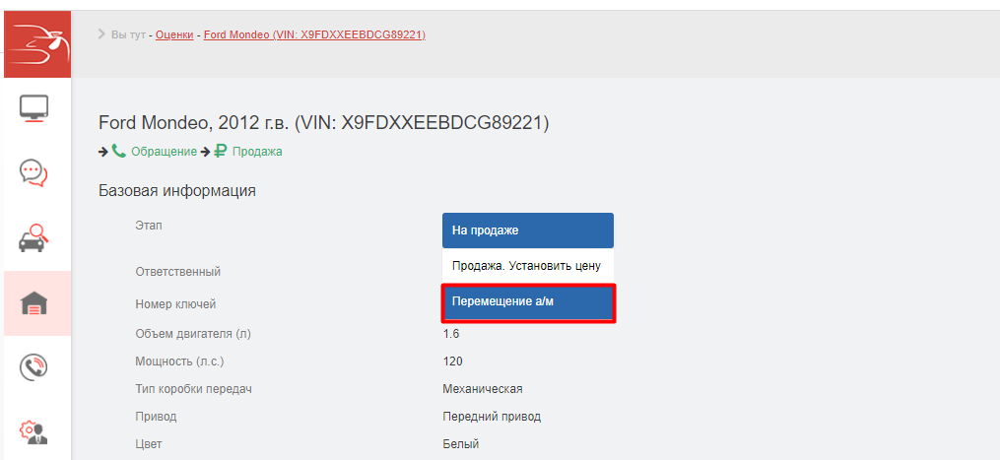 Вы тут - Оценки - Ford Mondeo (VIN: X9FDXXEEBDCG89221)
Ford Mondeo, 2012 г.в. (VIN: X9FDXXEEBDCG89221)
Обращение Продажа
Базовая информация
Этап На продаже
Продажа. Установить цену
Ответственный
Перемещение а/м
Номер ключей
Объем двигателя (л) 1.6
Мощность (л.с.) 120
Тип коробки передач Механическая
Привод Передний привод
Цвет Белый